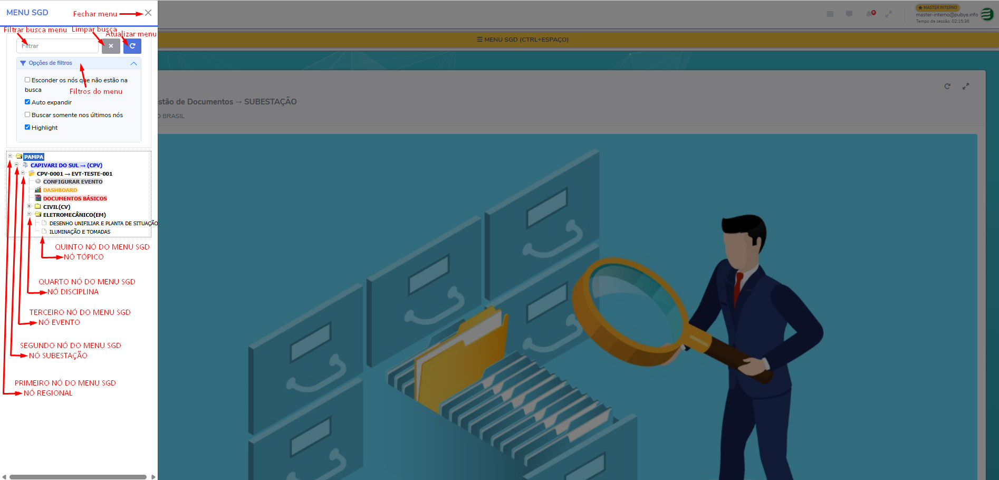 MENU SGD
Fechar menu
Filtrar busca menu
Limpar busca
Atualizar menu
Filtrar
Opções de filtros
Esconder os nós que não estão na
busca
Filtros do menu
Auto expandir
Buscar somente nos últimos nós
Highlight
PAMPA
CAPIVARI DO SUL → (CPV)
CPV-0001 → EVT-TESTE-001
CONFIGURAR EVENTO
DASHBOARD
DOCUMENTOS BÁSICOS
CIVIL(CV)
ELETROMECÂNICO(EM)
DESENHO UNIFILIAR E PLANTA DE SITUAÇÃO
ILUMINAÇÃO E TOMADAS
QUINTO NÓ DO MENU SGD
NÓ TÓPICO
QUARTO NÓ DO MENU SGD
NÓ DISCIPLINA
TERCEIRO NÓ DO MENU SGD
NÓ EVENTO
SEGUNDO NÓ DO MENU SGD
NÓ SUBESTAÇÃO
PRIMEIRO NÓ DO MENU SGD
NÓ REGIONAL
MASTER INTERNO
master-interno@pubye.info
Tempo da sessão: 02:15:36
MENU SGD (CTRL+ESPAÇO)
stão de Documentos → SUBESTAÇÃO
O BRASIL